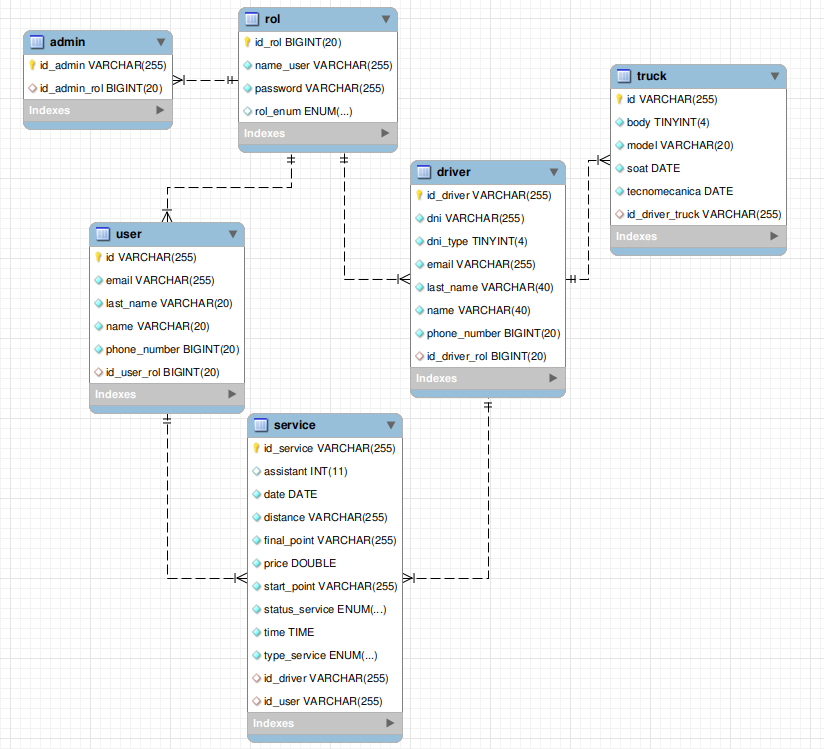 admin
id_admin VARCHAR(255)
id_admin_rol BIGINT(20)
Indexes
rol
id_rol BIGINT(20)
name_user VARCHAR(255)
password VARCHAR(255)
rol_enum ENUM(...)
Indexes
truck
id VARCHAR(255)
body TINYINT(4)
model VARCHAR(20)
soat DATE
tecnomecanica DATE
id_driver_truck VARCHAR(255)
Indexes
driver
id_driver VARCHAR(255)
dni VARCHAR(255)
dni_type TINYINT(4)
email VARCHAR(255)
last_name VARCHAR(40)
name VARCHAR(40)
phone_number BIGINT(20)
id_driver_rol BIGINT(20)
Indexes
user
id VARCHAR(255)
email VARCHAR(255)
last_name VARCHAR(20)
name VARCHAR(20)
phone_number BIGINT(20)
id_user_rol BIGINT(20)
Indexes
service
id_service VARCHAR(255)
assistant INT(11)
date DATE
distance VARCHAR(255)
final_point VARCHAR(255)
price DOUBLE
start_point VARCHAR(255)
status_service ENUM(...)
time TIME
type_service ENUM(...)
id_driver VARCHAR(255)
id_user VARCHAR(255)
Indexes